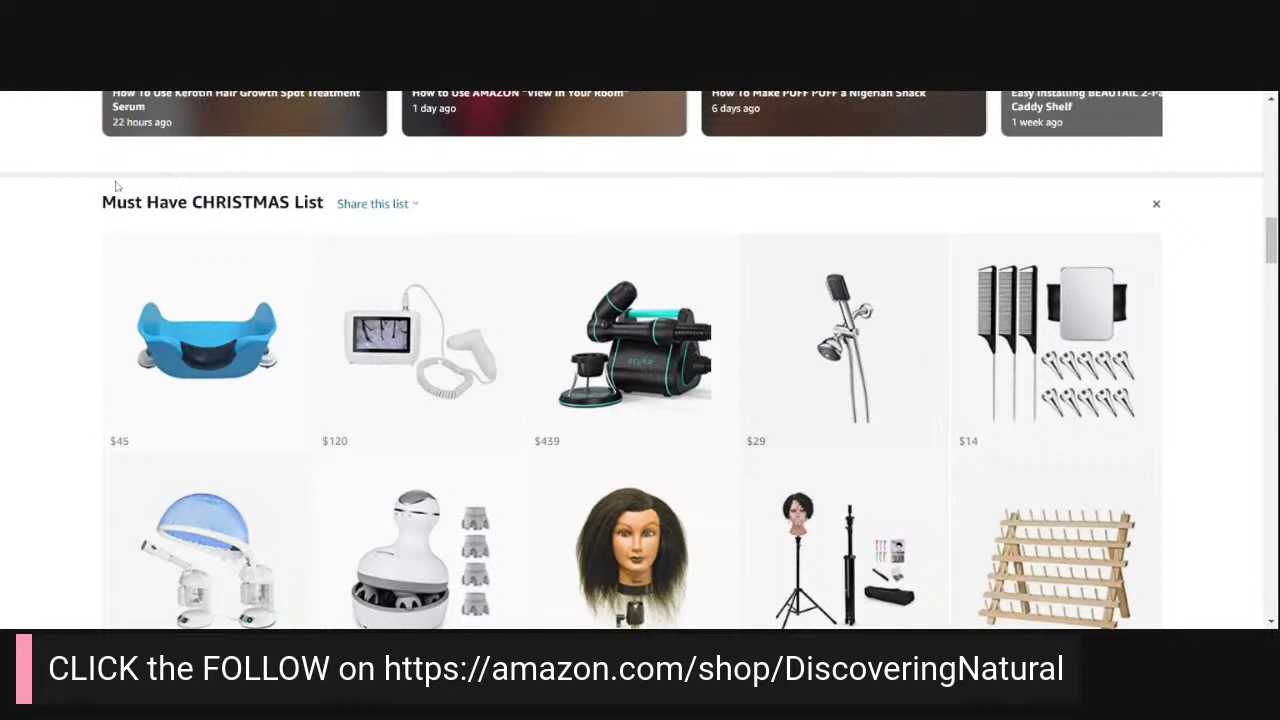 How To Use Kerotin Hair Growth Spot Treatment
Serum
22 hours ago
How to Use AMAZON "View in Your Room"
1 day ago
How To Make PUFF PUFF a Nigerian Snack
6 days ago
Easy Installing BEAUTAIL 2-Pa
Caddy Shelf
1 week ago
Must Have CHRISTMAS List
Share this list
$45
$120
$439
$29
$14
CLICK the FOLLOW on https://amazon.com/shop/DiscoveringNatural